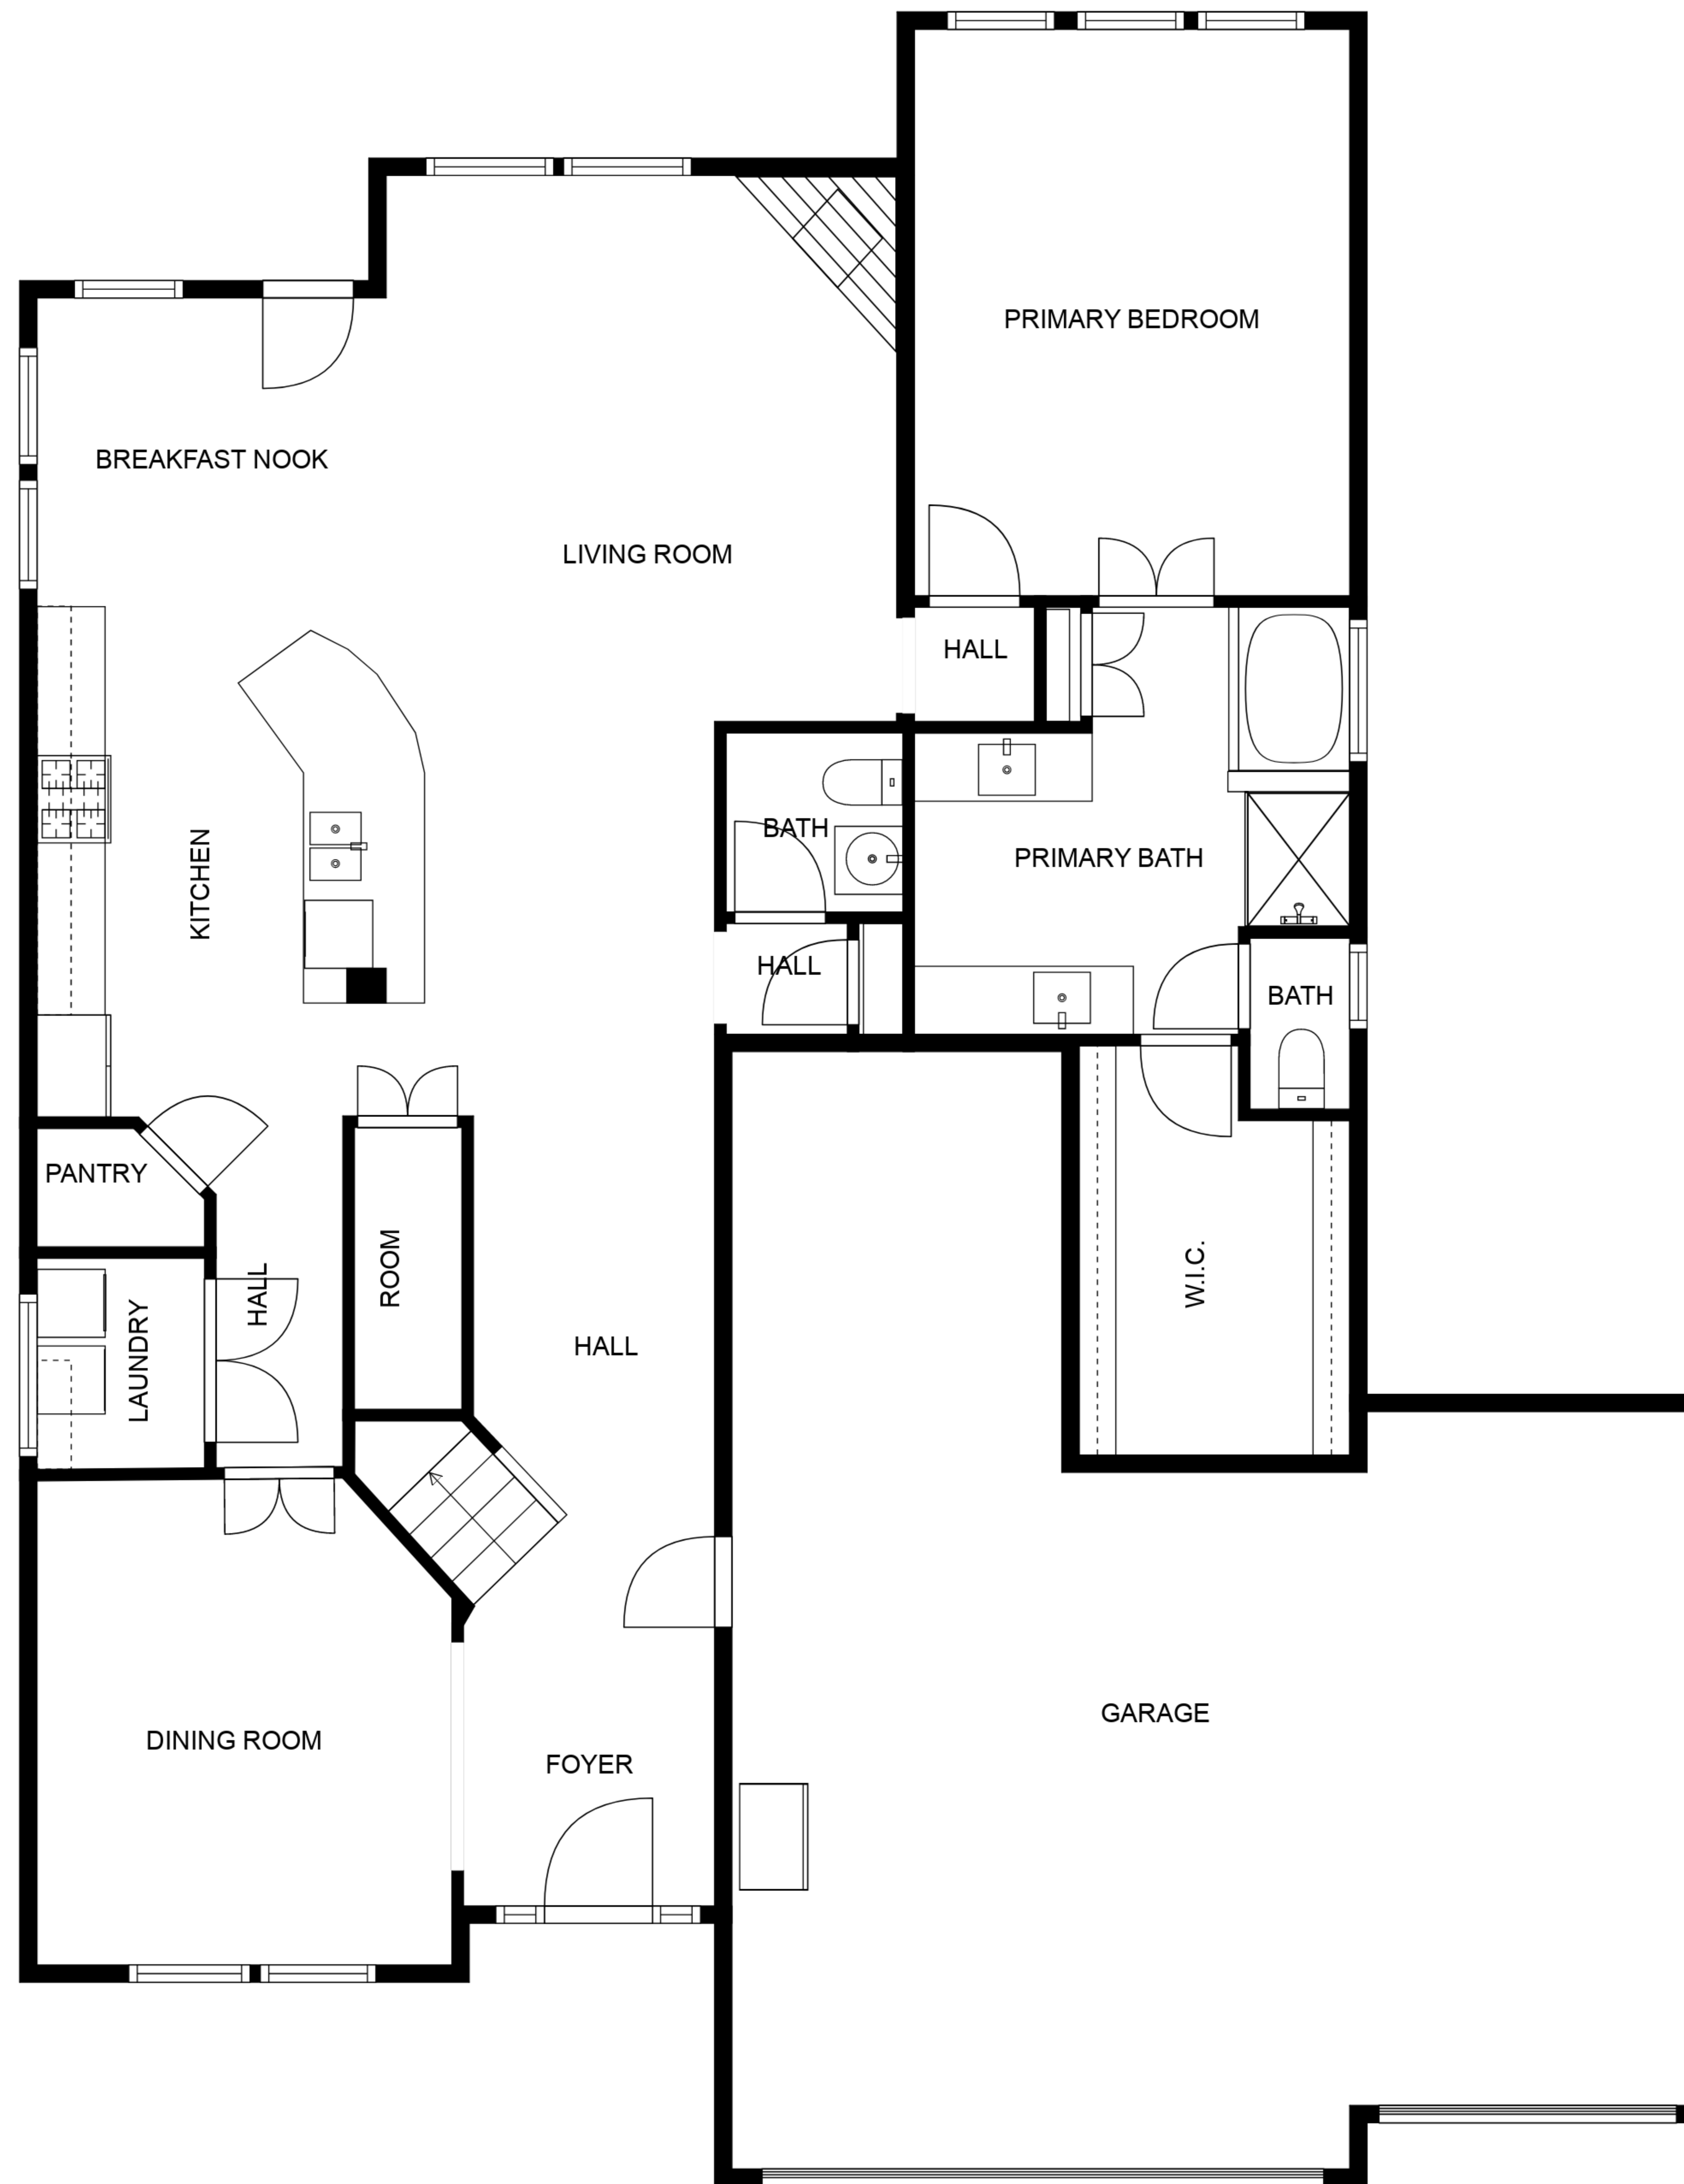 PRIMARY BEDROOM
BREAKFAST NOOK
LIVING ROOM
HALL
BATH
PRIMARY BATH
KITCHEN
HALL
BATH
PANTRY
ROOM
W.I.C.
HALL
LAUNDRY
HALL
GARAGE
DINING ROOM
FOYER